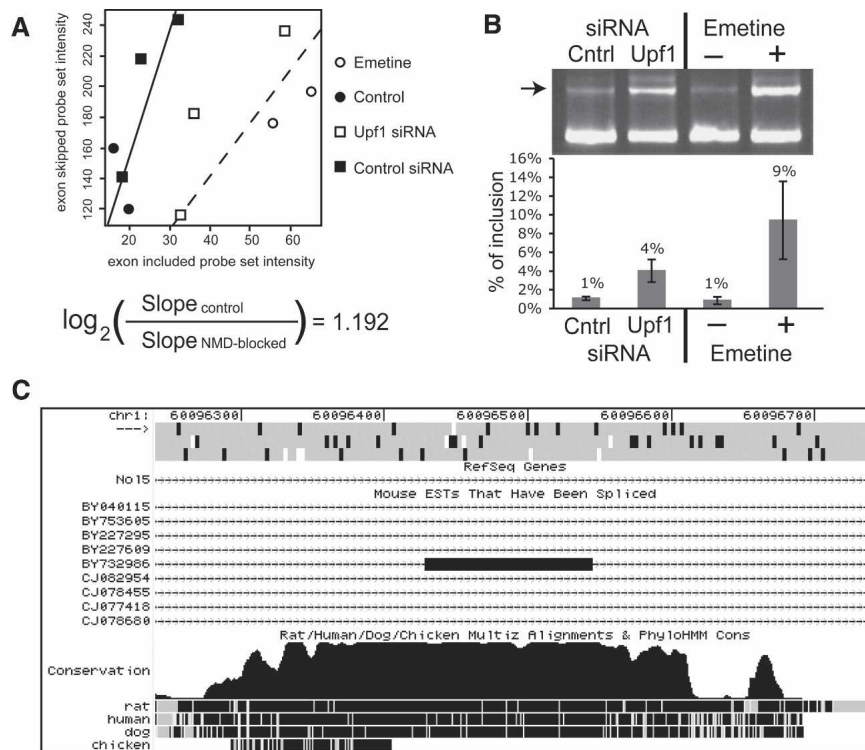 A
exon skipped probe set intensity
240
220
200
180
160
140
120
20 30 40 50 60
exon included probe set intensity
Emetine
Control
Upf1 siRNA
Control siRNA
log2(Slope control / Slope NMD-blocked) = 1.192
B
siRNA Emetine
Cntrl Upf1 – +
% of inclusion
16%
14%
12%
10%
8%
6%
4%
2%
0%
1% 4% 1% 9%
Cntrl Upf1 – +
siRNA Emetine
C
chr1: 60096300 60096400 60096500 60096600 60096700
--->
RefSeq Genes
Nol5
Mouse ESTs That Have Been Spliced
BY040115
BY753605
BY227295
BY227609
BY732986
CJ082954
CJ078455
CJ077418
CJ078680
Rat/Human/Dog/Chicken Multiz Alignments & PhyloHMM Cons
Conservation
rat
human
dog
chicken